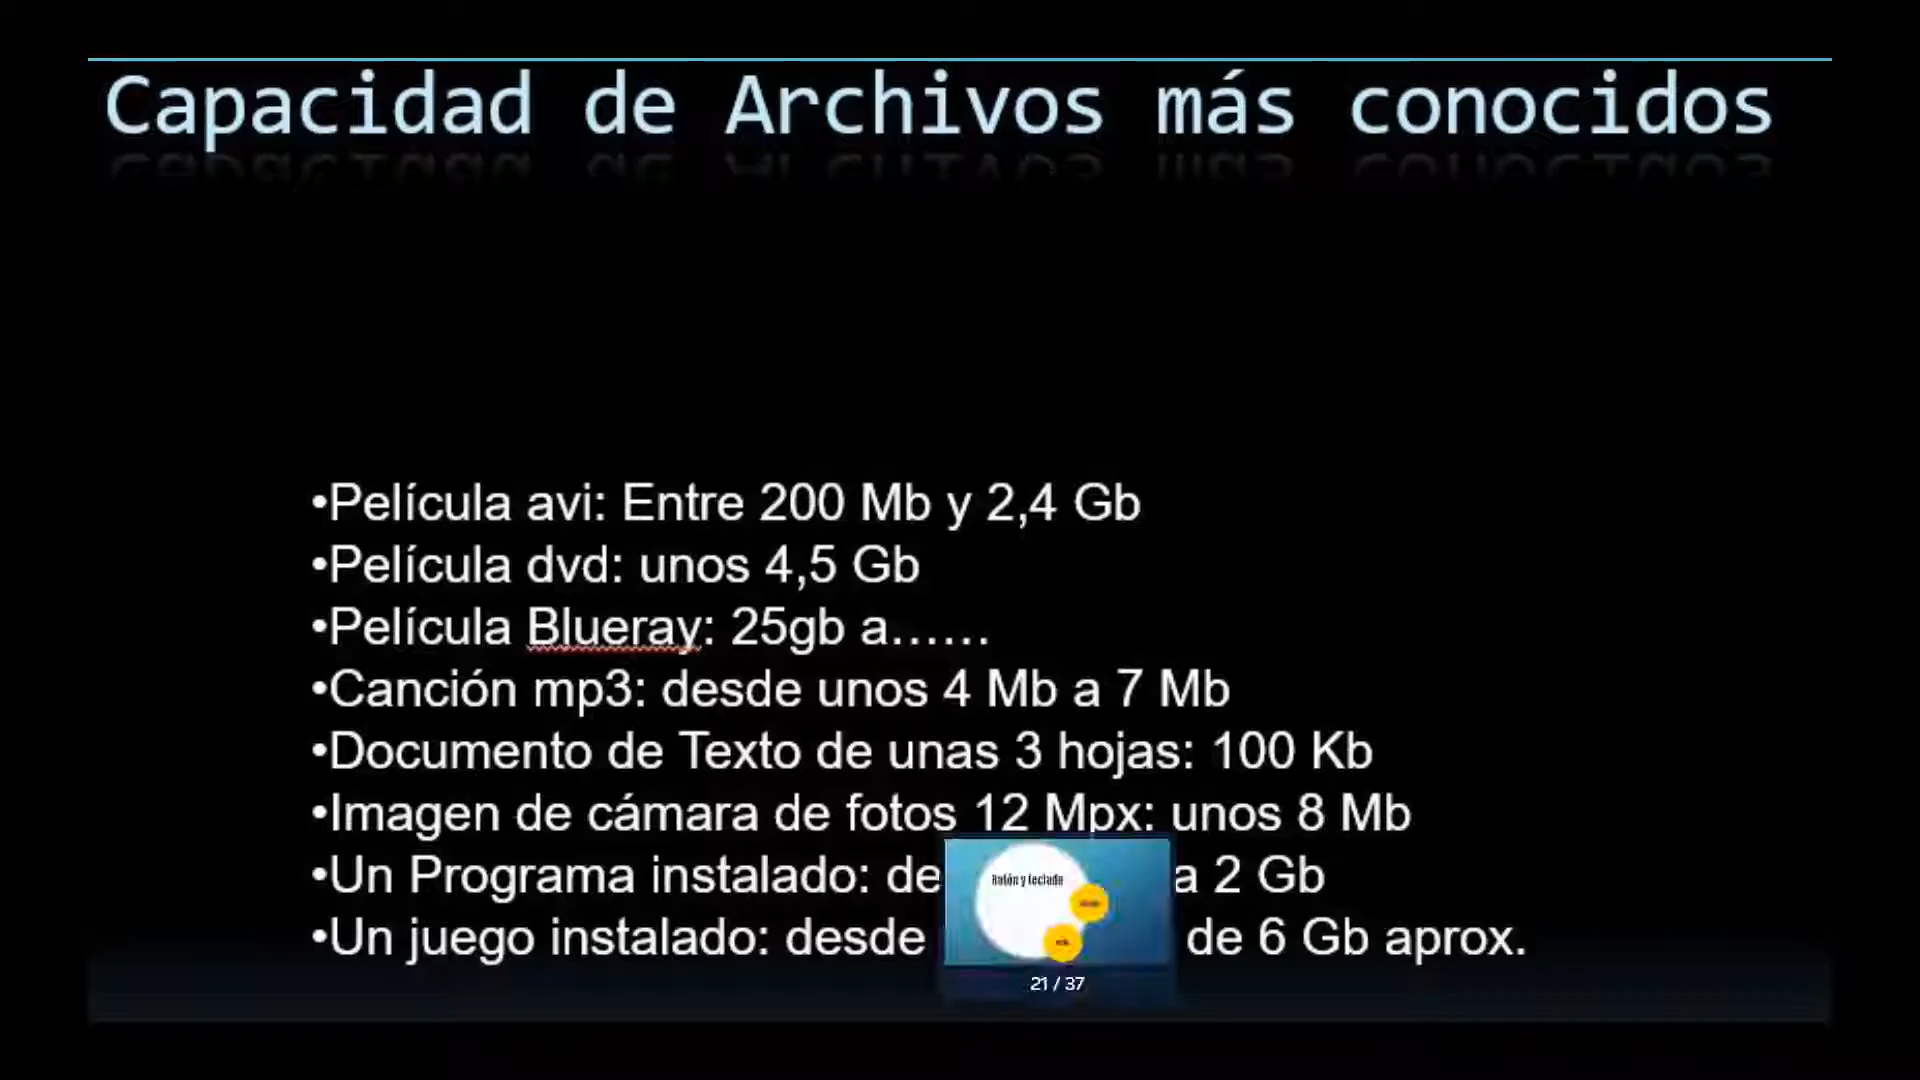 Capacidad de Archivos más conocidos
•Película avi: Entre 200 Mb y 2,4 Gb
•Película dvd: unos 4,5 Gb
•Película Blueray: 25gb a......
•Canción mp3: desde unos 4 Mb a 7 Mb
•Documento de Texto de unas 3 hojas: 100 Kb
•Imagen de cámara de fotos 12 Mpx: unos 8 Mb
•Un Programa instalado: de a 2 Gb
•Un juego instalado: desde de 6 Gb aprox.
Ratón y teclado
21 / 37